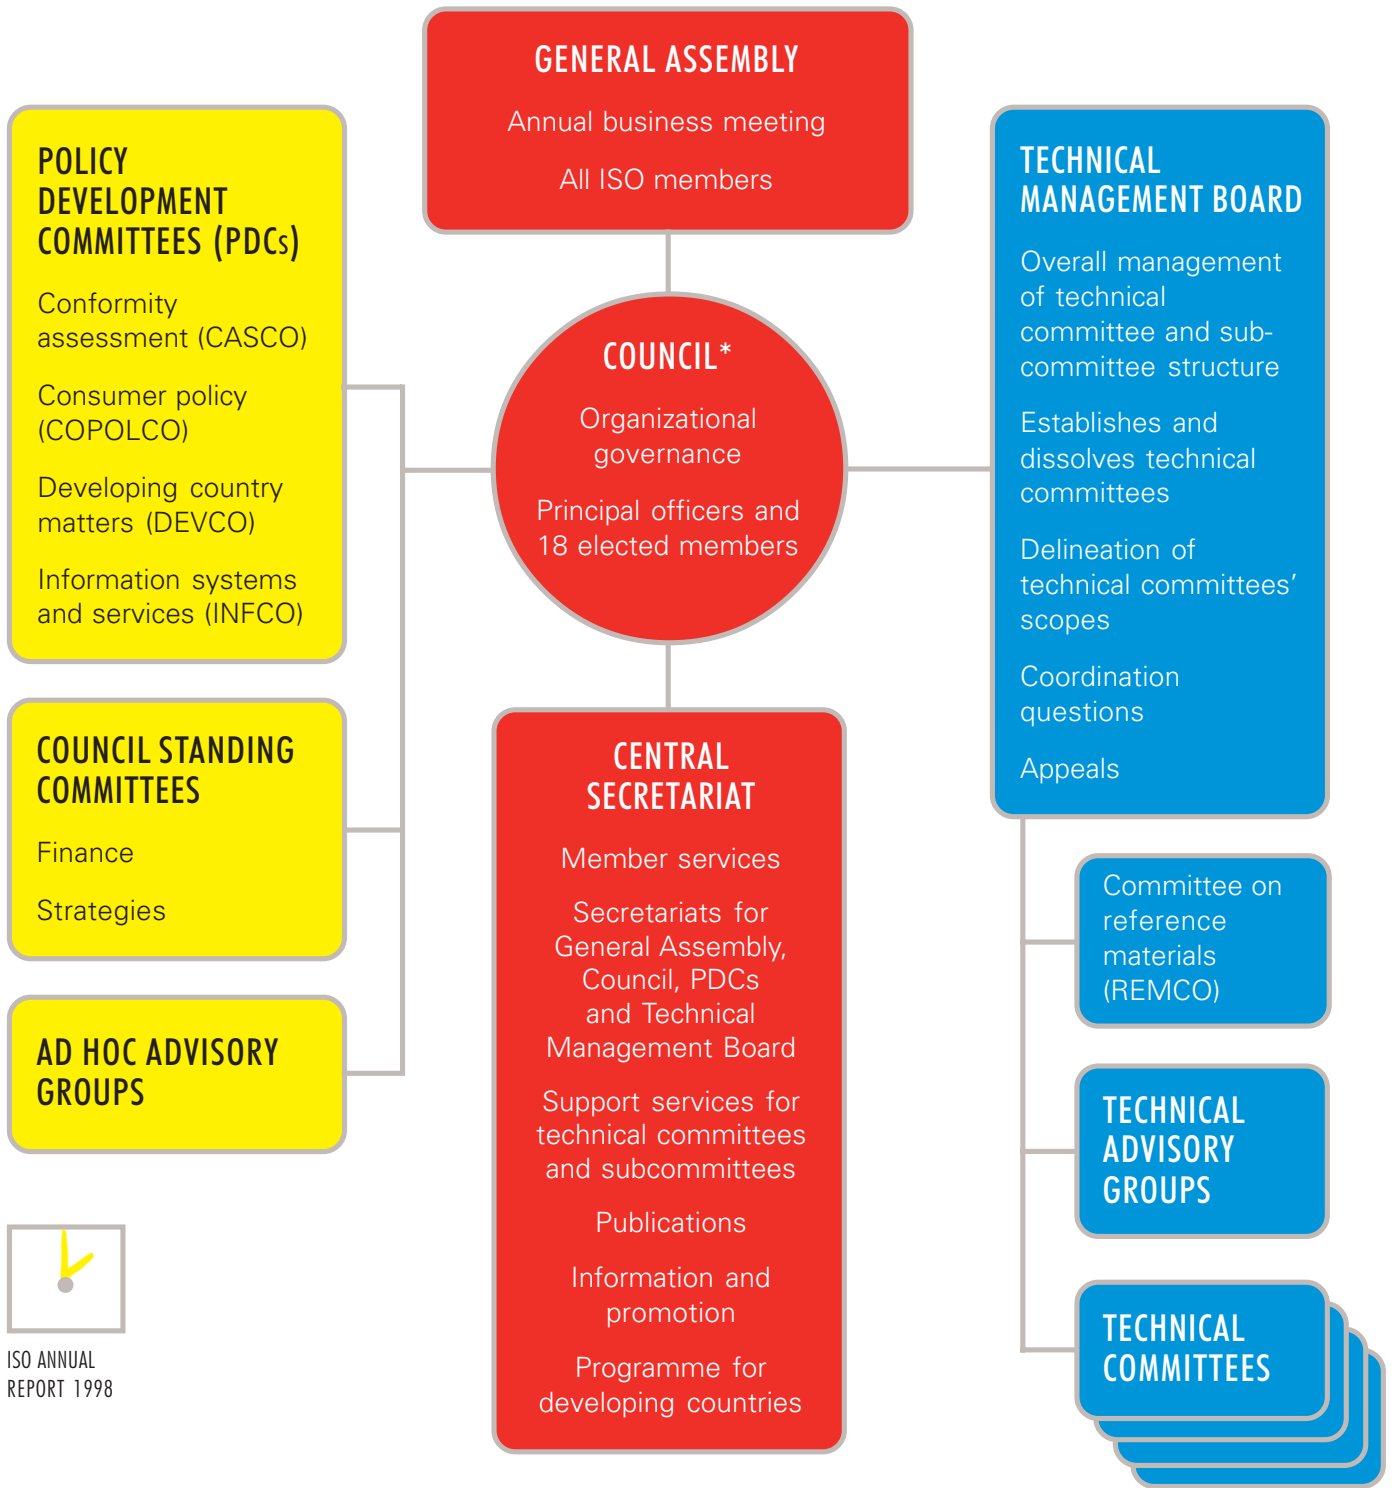 GENERAL ASSEMBLY
Annual business meeting
All ISO members
POLICY
DEVELOPMENT
COMMITTEES (PDCs)
Conformity
assessment (CASCO)
Consumer policy
(COPOLCO)
Developing country
matters (DEVCO)
Information systems
and services (INFCO)
COUNCIL STANDING
COMMITTEES
Finance
Strategies
AD HOC ADVISORY
GROUPS
COUNCIL*
Organizational
governance
Principal officers and
18 elected members
CENTRAL
SECRETARIAT
Member services
Secretariats for
General Assembly,
Council, PDCs
and Technical
Management Board
Support services for
technical committees
and subcommittees
Publications
Information and
promotion
Programme for
developing countries
TECHNICAL
MANAGEMENT BOARD
Overall management
of technical
committee and sub-
committee structure
Establishes and
dissolves technical
committees
Delineation of
technical committees’
scopes
Coordination
questions
Appeals
Committee on
reference
materials
(REMCO)
TECHNICAL
ADVISORY
GROUPS
TECHNICAL
COMMITTEES
ISO ANNUAL
REPORT 1998